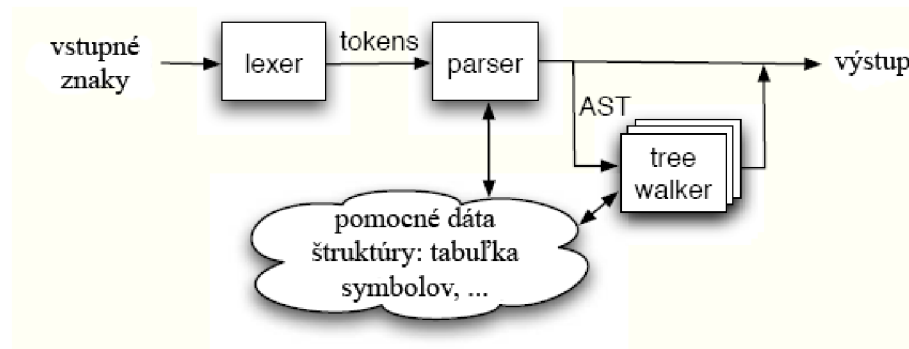 vstupné
znaky
lexer
tokens
parser
výstup
AST
tree
walker
pomocné dáta
štruktúry: tabuľka
symbolov, ...